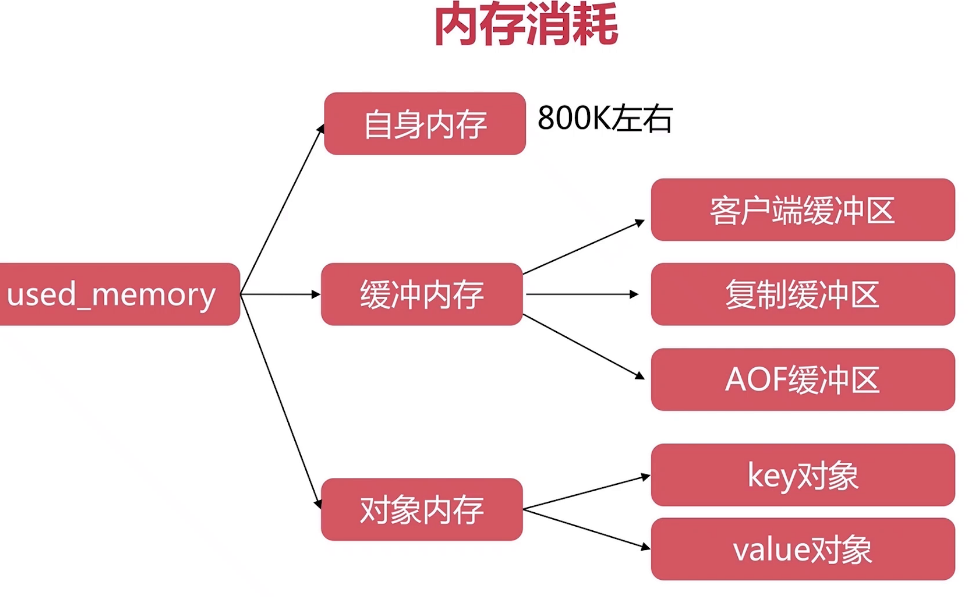 内存消耗
自身内存
800K左右
客户端缓冲区
used_memory
缓冲内存
复制缓冲区
AOF缓冲区
对象内存
key对象
value对象